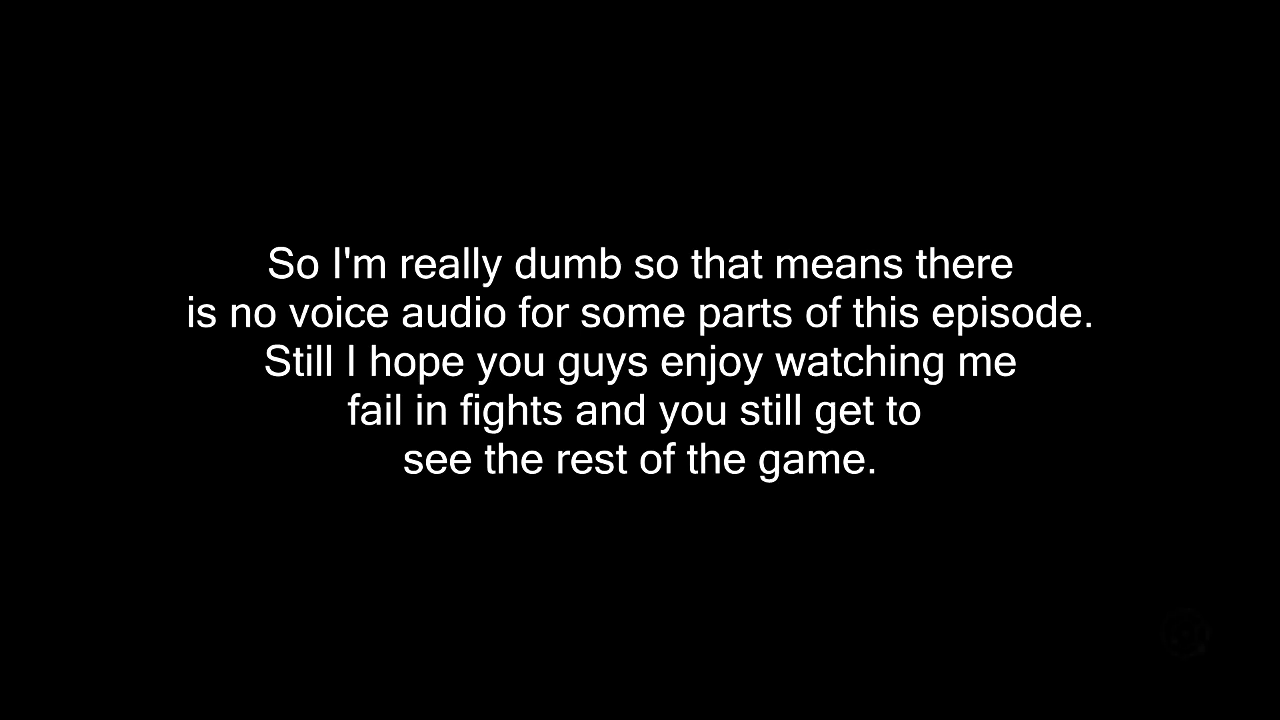 So I'm really dumb so that means there
is no voice audio for some parts of this episode.
Still I hope you guys enjoy watching me
fail in fights and you still get to
see the rest of the game.